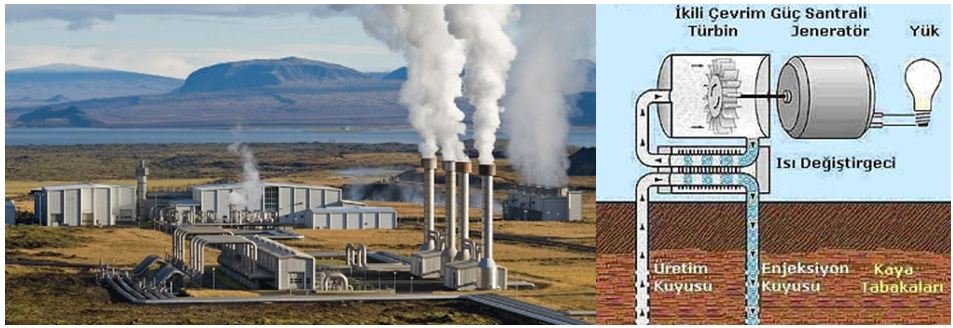 İkili Çevrim Güç Santrali
Türbin Jeneratör Yük
Isı Değiştirgeci
Üretim Kuyusu
Enjeksiyon Kuyusu
Kaya Tabakaları